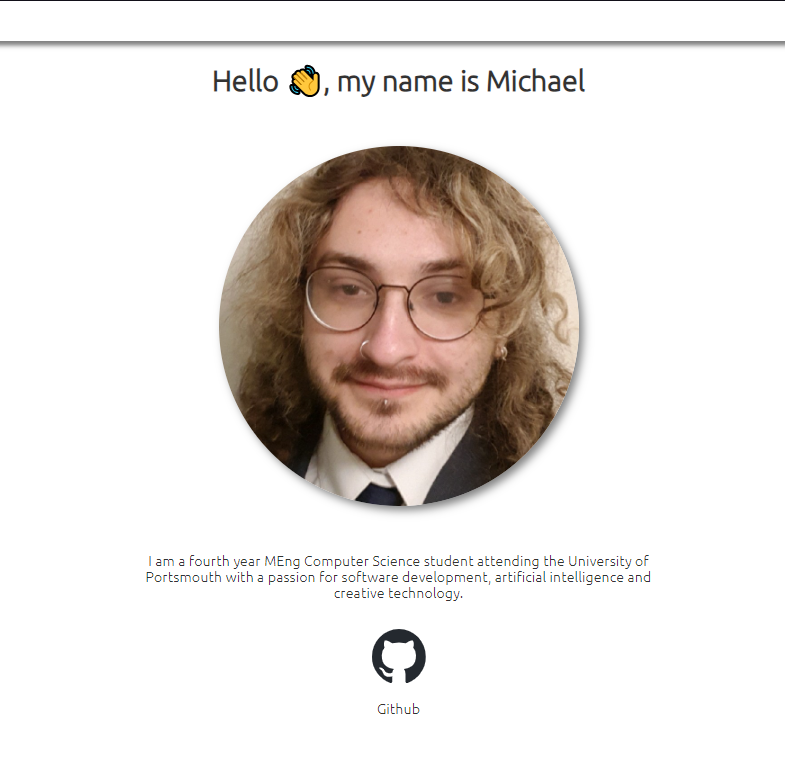 Hello 👋, my name is Michael
I am a fourth year MEng Computer Science student attending the University of
Portsmouth with a passion for software development, artificial intelligence and
creative technology.
Github